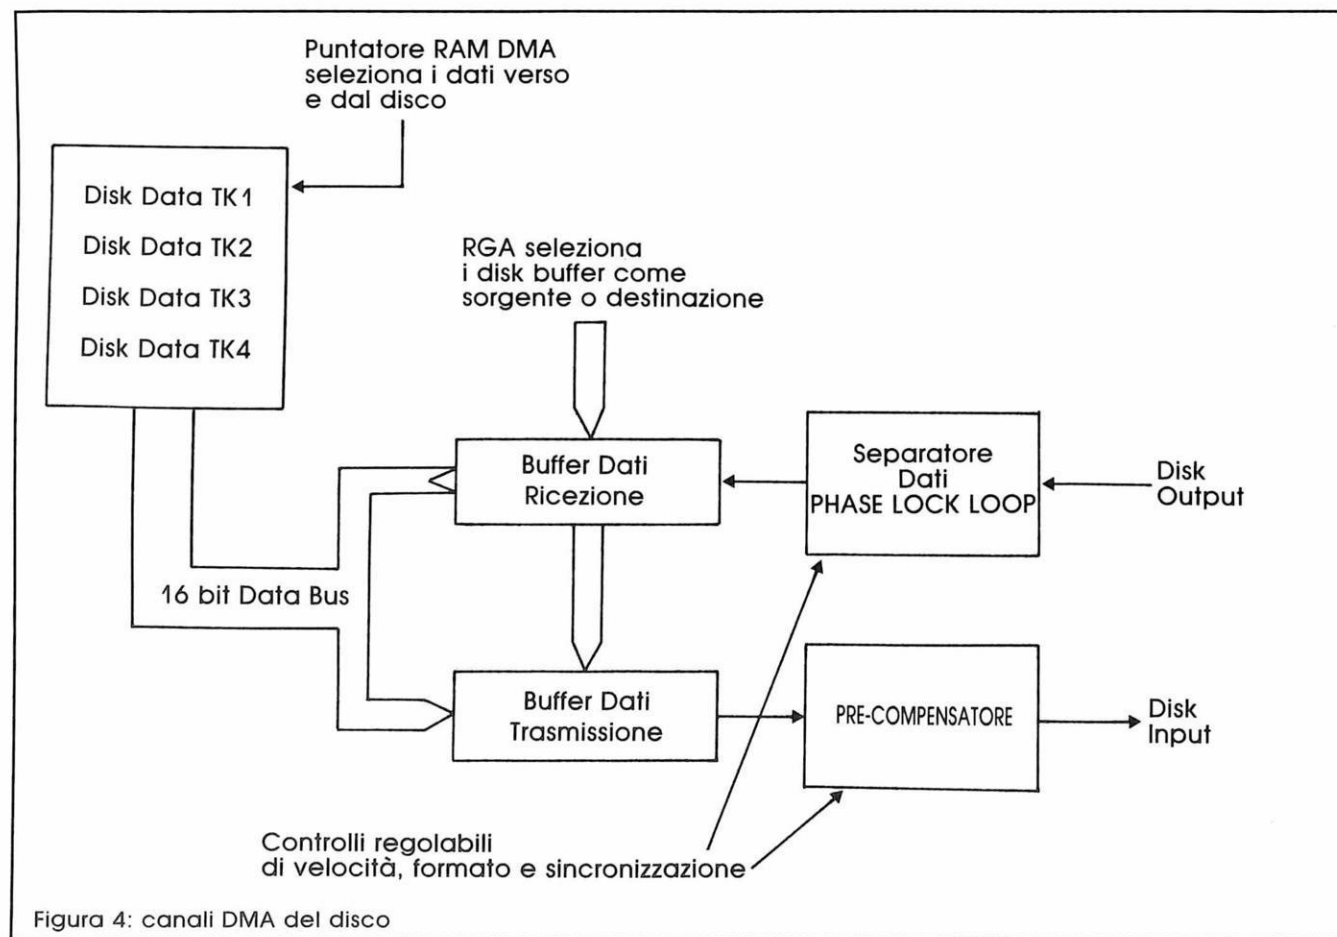 Puntatore RAM DMA
seleziona i dati verso
e dal disco
Disk Data TK1
Disk Data TK2
Disk Data TK3
Disk Data TK4
RGA seleziona
i disk buffer come
sorgente o destinazione
Buffer Dati
Ricezione
Separatore
Dati
PHASE LOCK LOOP
Disk
Output
16 bit Data Bus
Buffer Dati
Trasmissione
PRE-COMPENSATORE
Disk
Input
Controlli regolabili
di velocità, formato e sincronizzazione
Figura 4: canali DMA del disco